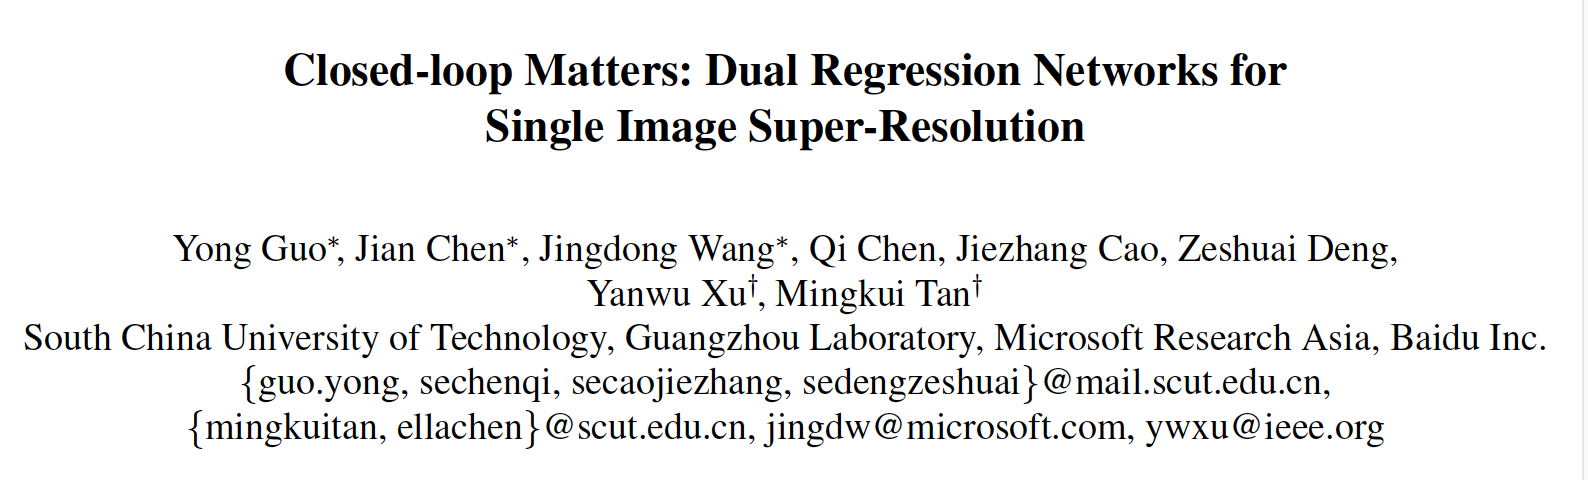 Closed-loop Matters: Dual Regression Networks for
Single Image Super-Resolution
Yong Guo*, Jian Chen*, Jingdong Wang*, Qi Chen, Jiezhang Cao, Zeshuai Deng,
Yanwu Xu†, Mingkui Tan†
South China University of Technology, Guangzhou Laboratory, Microsoft Research Asia, Baidu Inc.
{guo.yong, sechenqi, secaojiezhang, sedengzeshuai}@mail.scut.edu.cn,
{mingkuitan, ellachen}@scut.edu.cn, jingdw@microsoft.com, ywxu@ieee.org